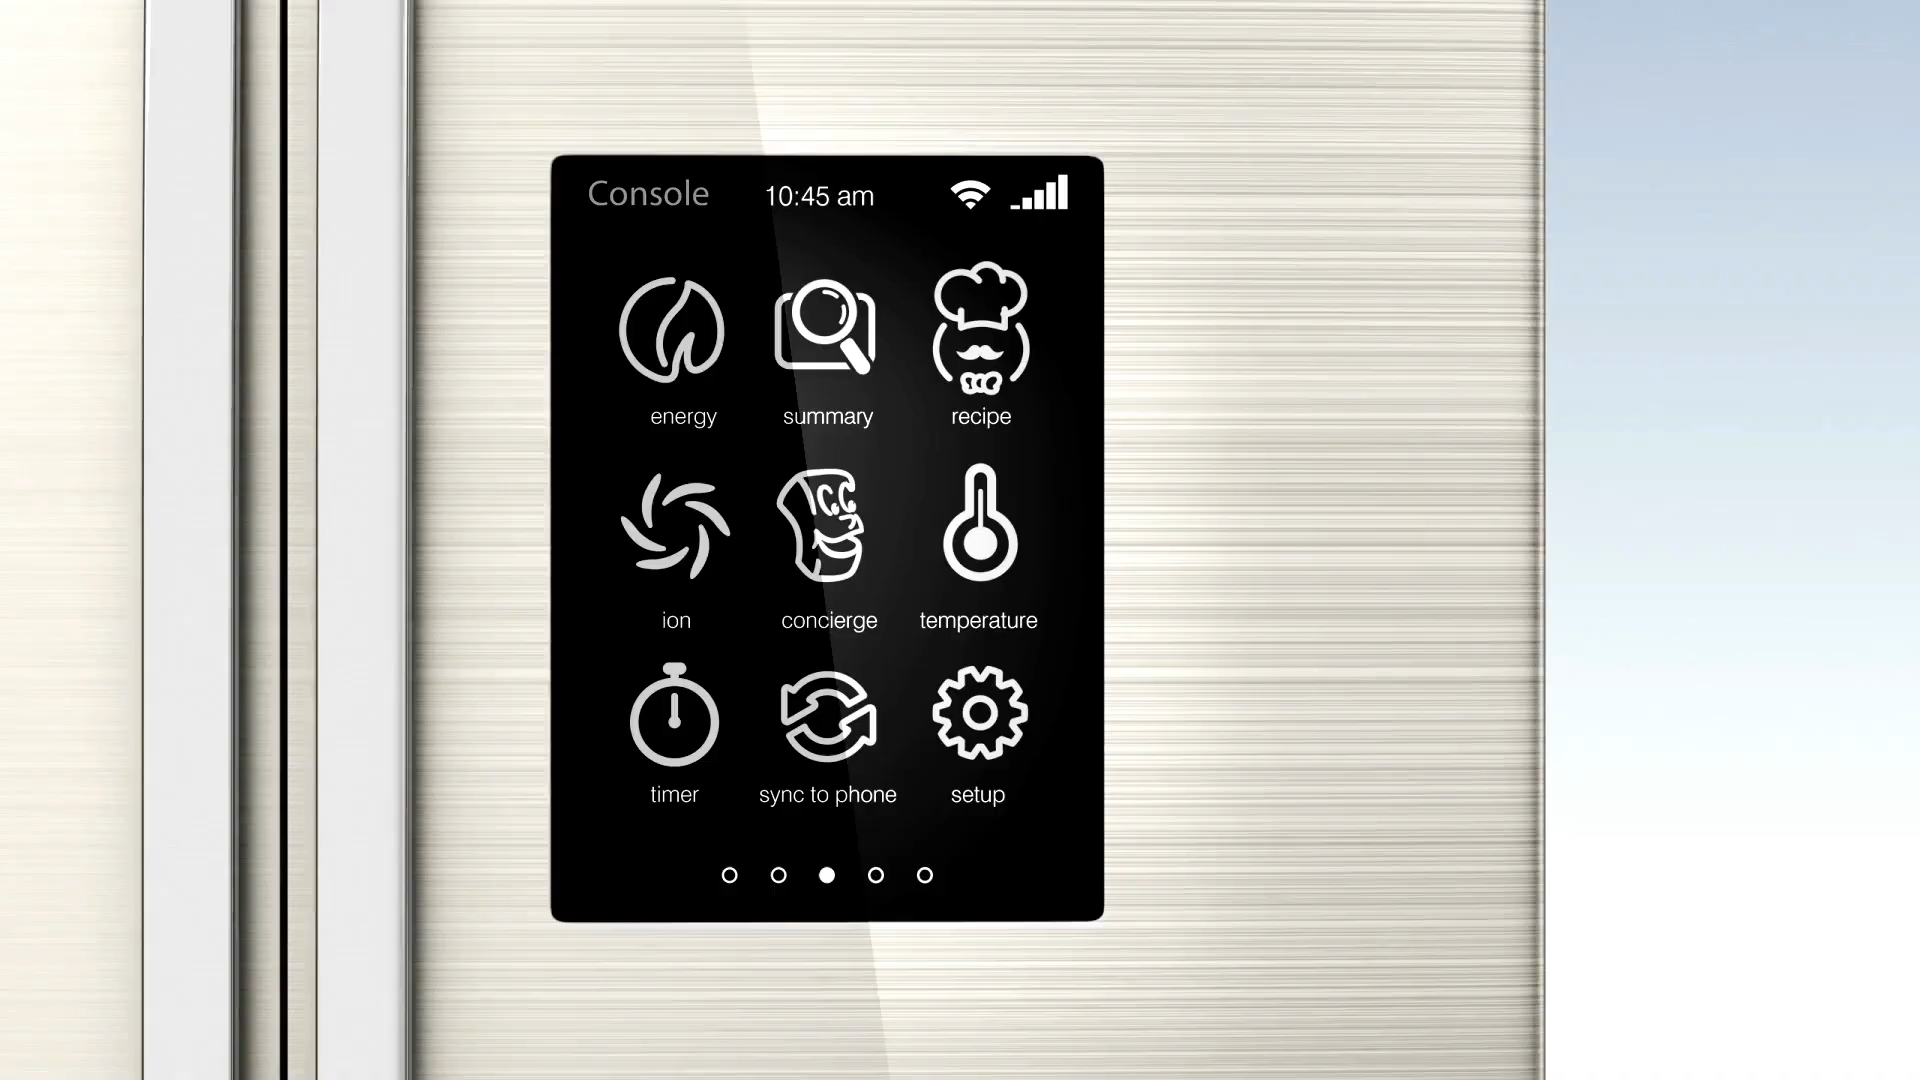 Console 10:45 am
energy summary recipe
ion concierge temperature
timer sync to phone setup